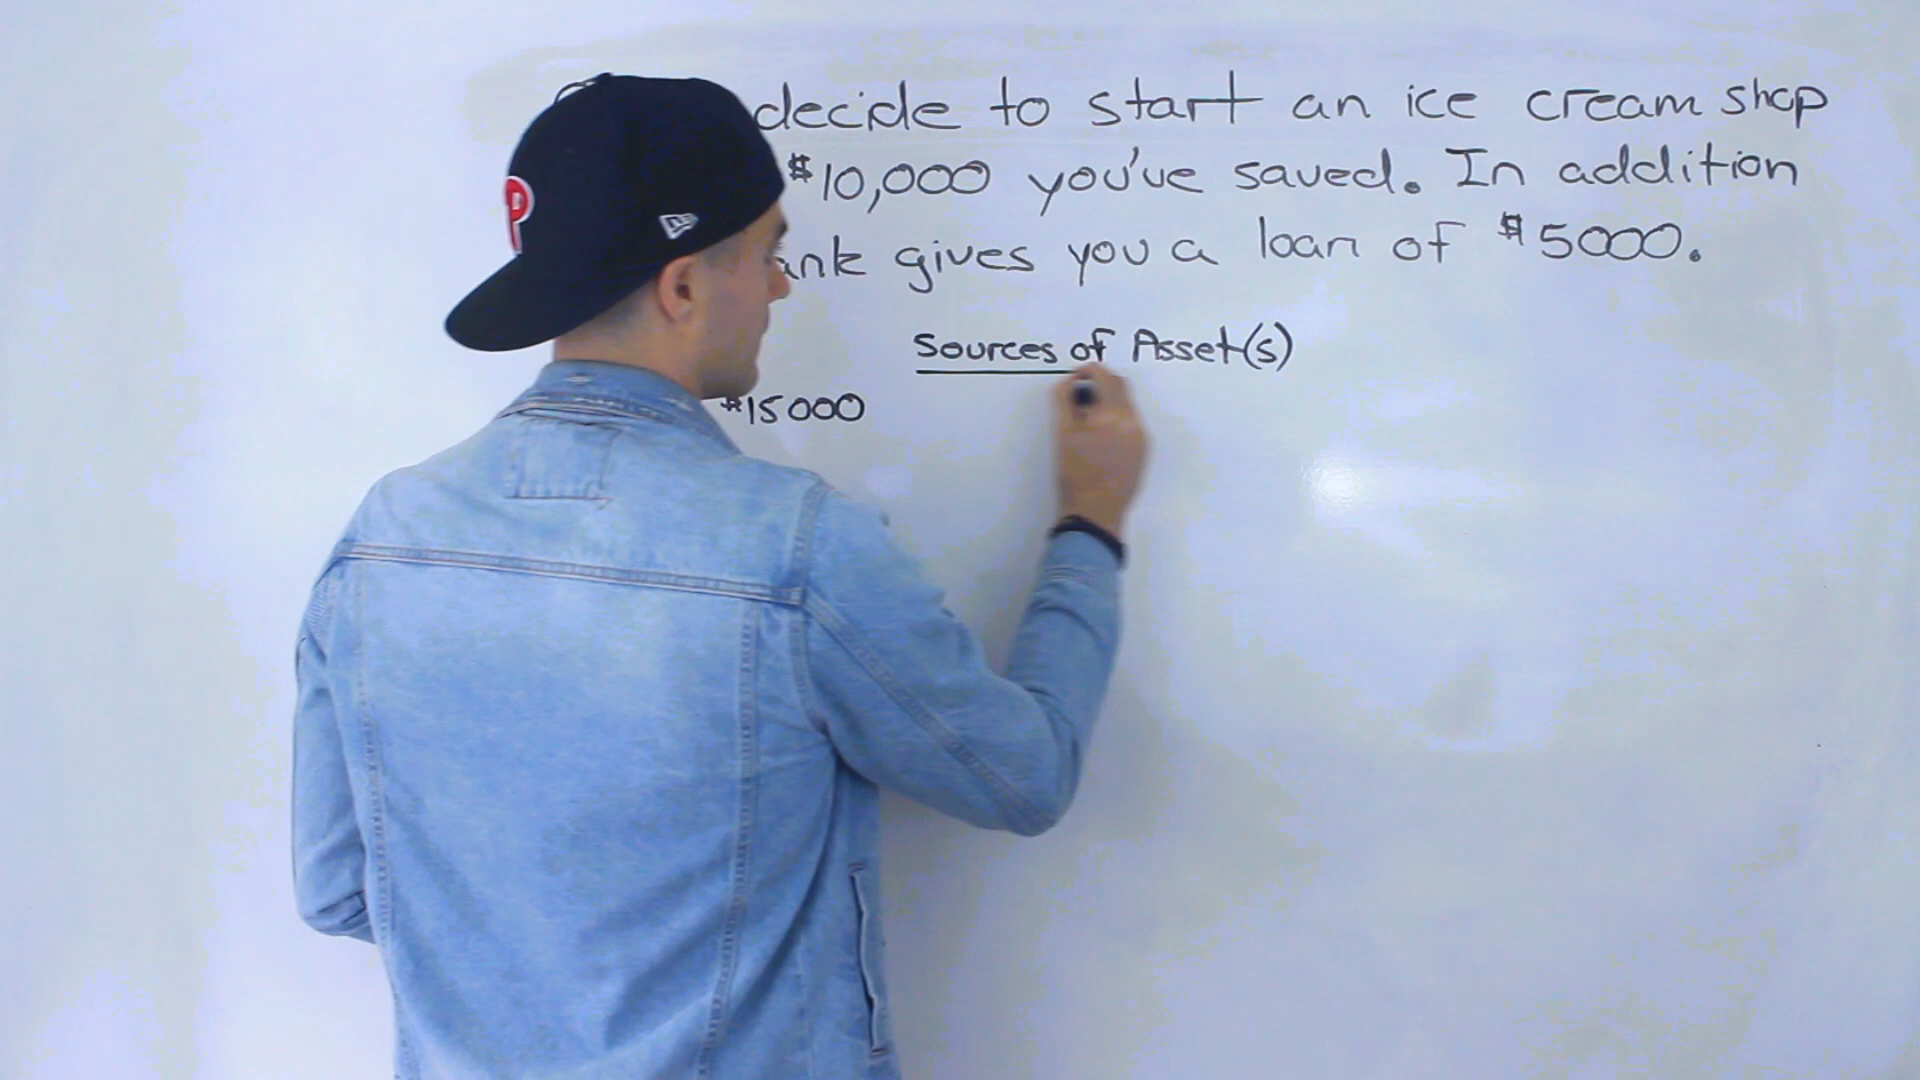 decide to start an ice cream shop
$10,000 you've saved. In addition
gives you a loan of $5000.
Sources of Asset(s)
$15000
P